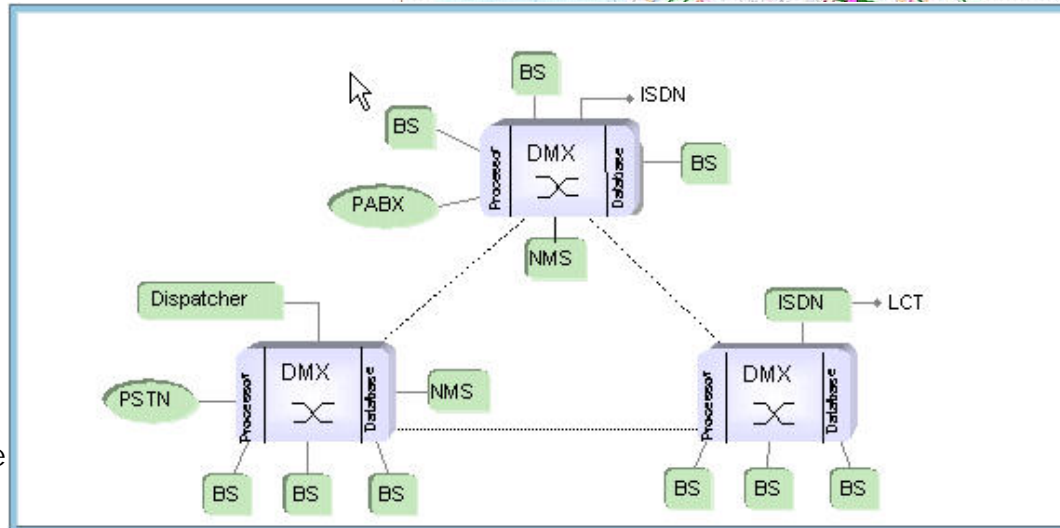 BS
ISDN
BS
DMX
Processor
Database
BS
PABX
NMS
Dispatcher
ISDN
LCT
DMX
Processor
Database
NMS
PSTN
DMX
Processor
Database
e
BS
BS
BS
BS
BS
BS